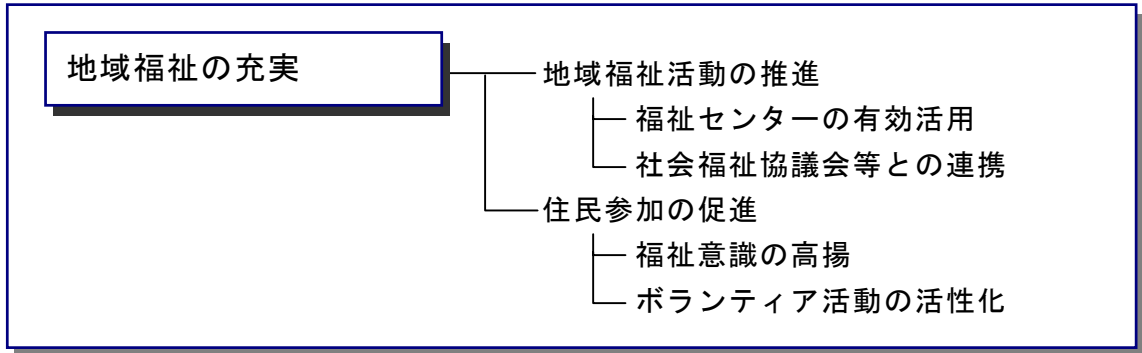 地域福祉の充実
地域福祉活動の推進
福祉センターの有効活用
社会福祉協議会等との連携
住民参加の促進
福祉意識の高揚
ボランティア活動の活性化